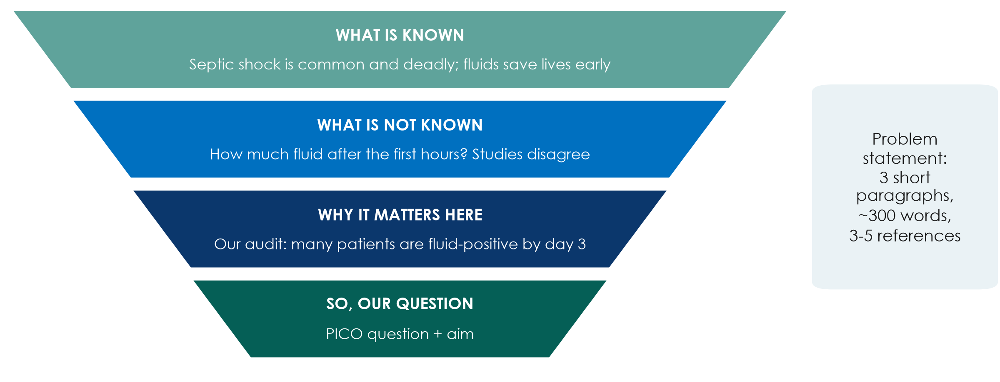 WHAT IS KNOWN
Septic shock is common and deadly; fluids save lives early
WHAT IS NOT KNOWN
How much fluid after the first hours? Studies disagree
WHY IT MATTERS HERE
Our audit: many patients are fluid-positive by day 3
SO, OUR QUESTION
PICO question + aim
Problem
statement:
3 short
paragraphs,
~300 words,
3-5 references